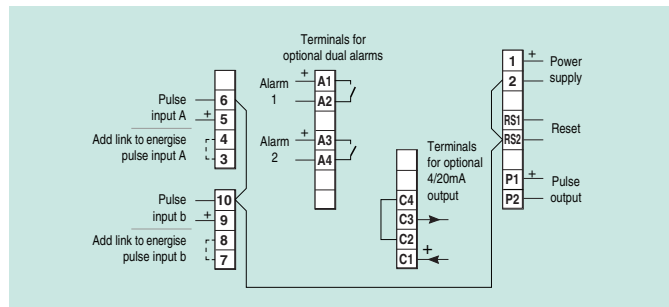 Terminals for
optional dual alarms
Pulse
input A
+
6
5
4
3
Add link to energise
pulse input A
Pulse
input b
+
10
9
8
7
Add link to energise
pulse input b
Alarm
1
+
A1
A2
Alarm
2
+
A3
A4
Terminals
for optional
4/20mA
output
C4
C3
C2
C1
+
1
2
+
Power
supply
RS1
RS2
Reset
P1
P2
+
Pulse
output